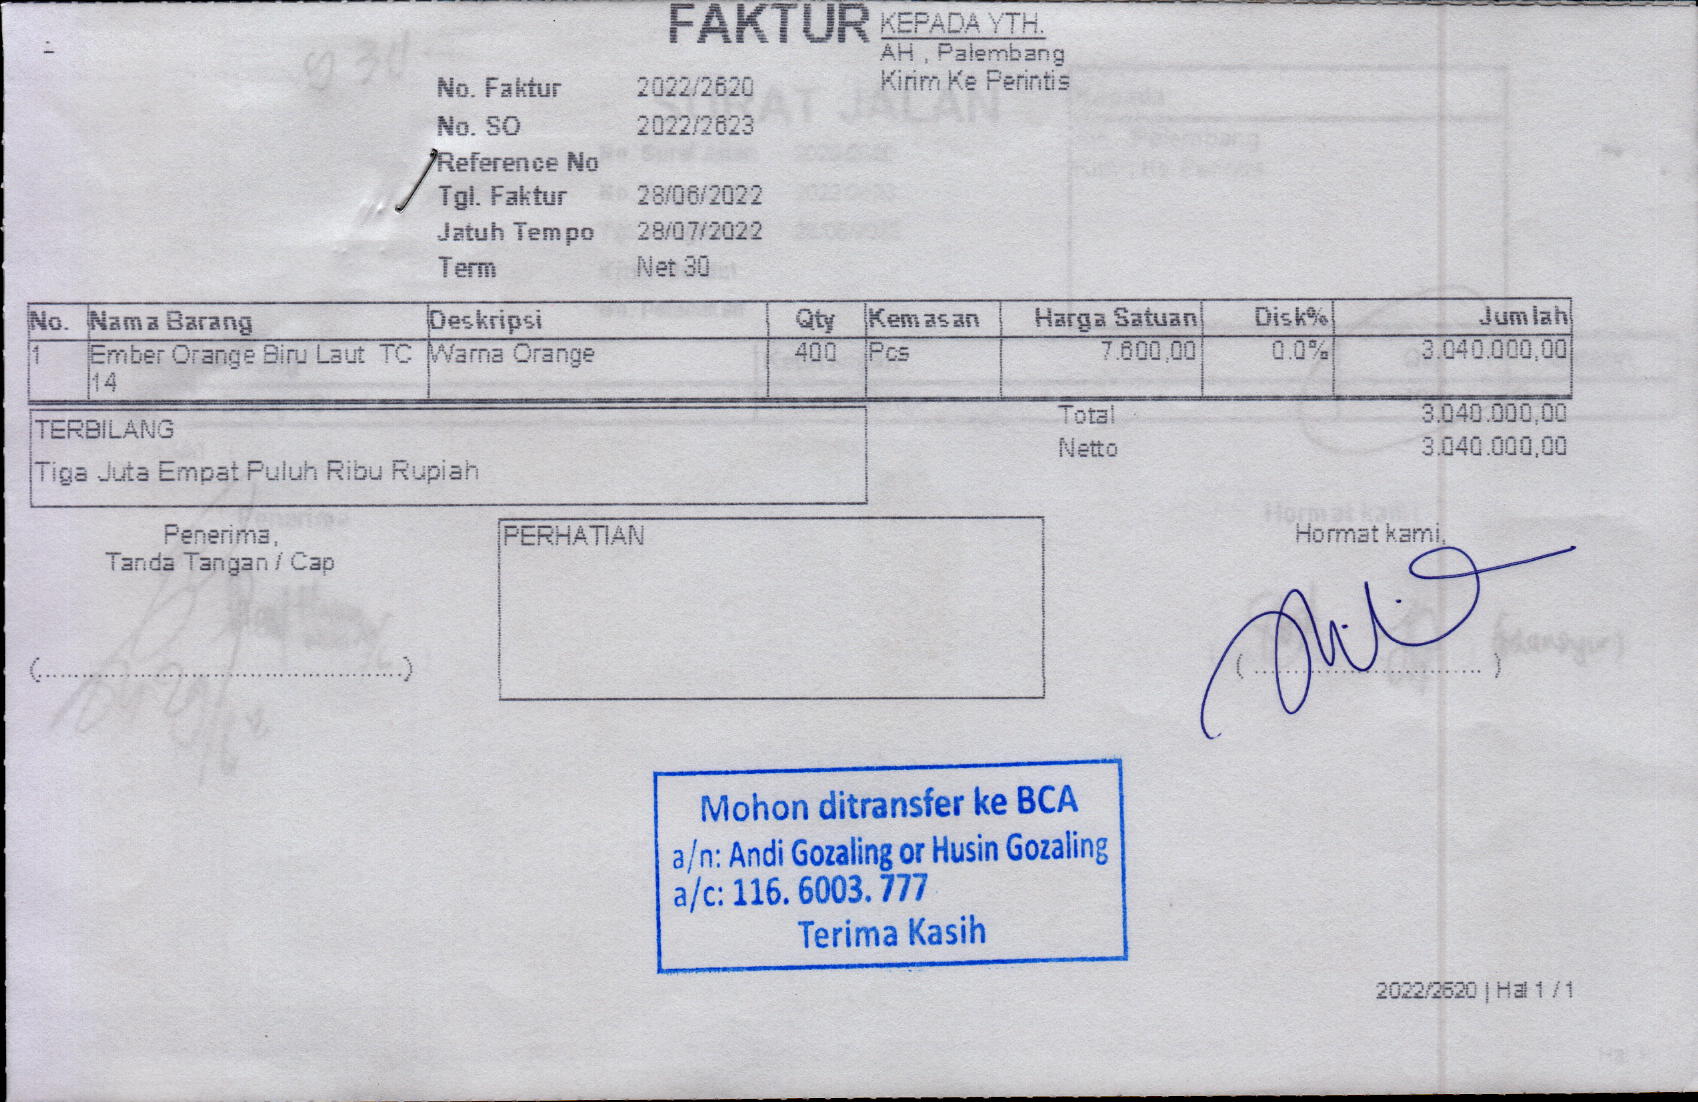 FAKTUR
KEPADA YTH.
AH , Palembang
Kirim Ke Perintis
No. Faktur 2022/2620
No. SO 2022/2623
Reference No
Tgl. Faktur 28/06/2022
Jatuh Tempo 28/07/2022
Term Net 30
No. Nama Barang Deskripsi Qty Kemasan Harga Satuan Disk% Jumlah
1 Ember Orange Biru Laut TC 14 Warna Orange 400 Pcs 7.600,00 0.0% 3.040.000,00
Total 3.040.000,00
Netto 3.040.000,00
TERBILANG
Tiga Juta Empat Puluh Ribu Rupiah
Penerima,
Tanda Tangan / Cap
PERHATIAN
Hormat kami,
Mohon ditransfer ke BCA
a/n: Andi Gozaling or Husin Gozaling
a/c: 116. 6003. 777
Terima Kasih
2022/2620 | Hal 1 / 1
SURAT JALAN